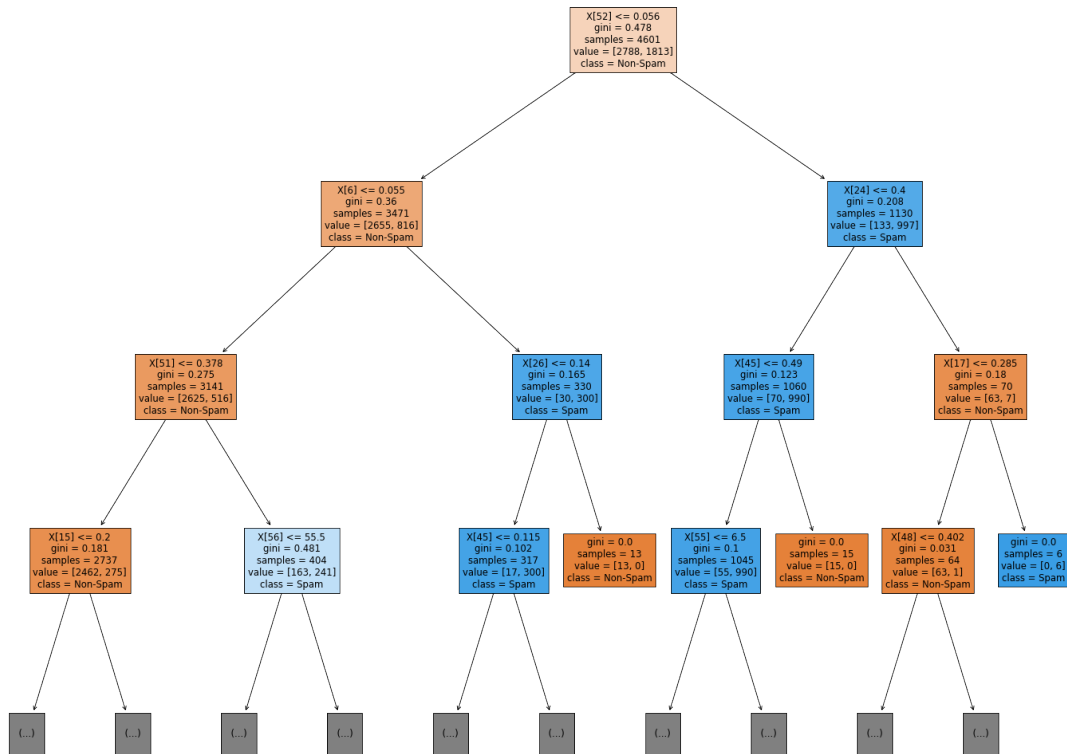 X[52] <= 0.056
gini = 0.478
samples = 4601
value = [2788, 1813]
class = Non-Spam
X[6] <= 0.055
gini = 0.36
samples = 3471
value = [2655, 816]
class = Non-Spam
X[24] <= 0.4
gini = 0.208
samples = 1130
value = [133, 997]
class = Spam
X[51] <= 0.378
gini = 0.275
samples = 3141
value = [2625, 516]
class = Non-Spam
X[26] <= 0.14
gini = 0.165
samples = 330
value = [30, 300]
class = Spam
X[45] <= 0.49
gini = 0.123
samples = 1060
value = [70, 990]
class = Spam
X[17] <= 0.285
gini = 0.18
samples = 70
value = [63, 7]
class = Non-Spam
X[15] <= 0.2
gini = 0.181
samples = 2737
value = [2462, 275]
class = Non-Spam
X[56] <= 55.5
gini = 0.481
samples = 404
value = [163, 241]
class = Spam
X[45] <= 0.115
gini = 0.102
samples = 317
value = [17, 300]
class = Spam
gini = 0.0
samples = 13
value = [13, 0]
class = Non-Spam
X[55] <= 6.5
gini = 0.1
samples = 1045
value = [55, 990]
class = Spam
gini = 0.0
samples = 15
value = [15, 0]
class = Non-Spam
X[48] <= 0.402
gini = 0.031
samples = 64
value = [63, 1]
class = Non-Spam
gini = 0.0
samples = 6
value = [0, 6]
class = Spam
(...)
(...)
(...)
(...)
(...)
(...)
(...)
(...)
(...)
(...)